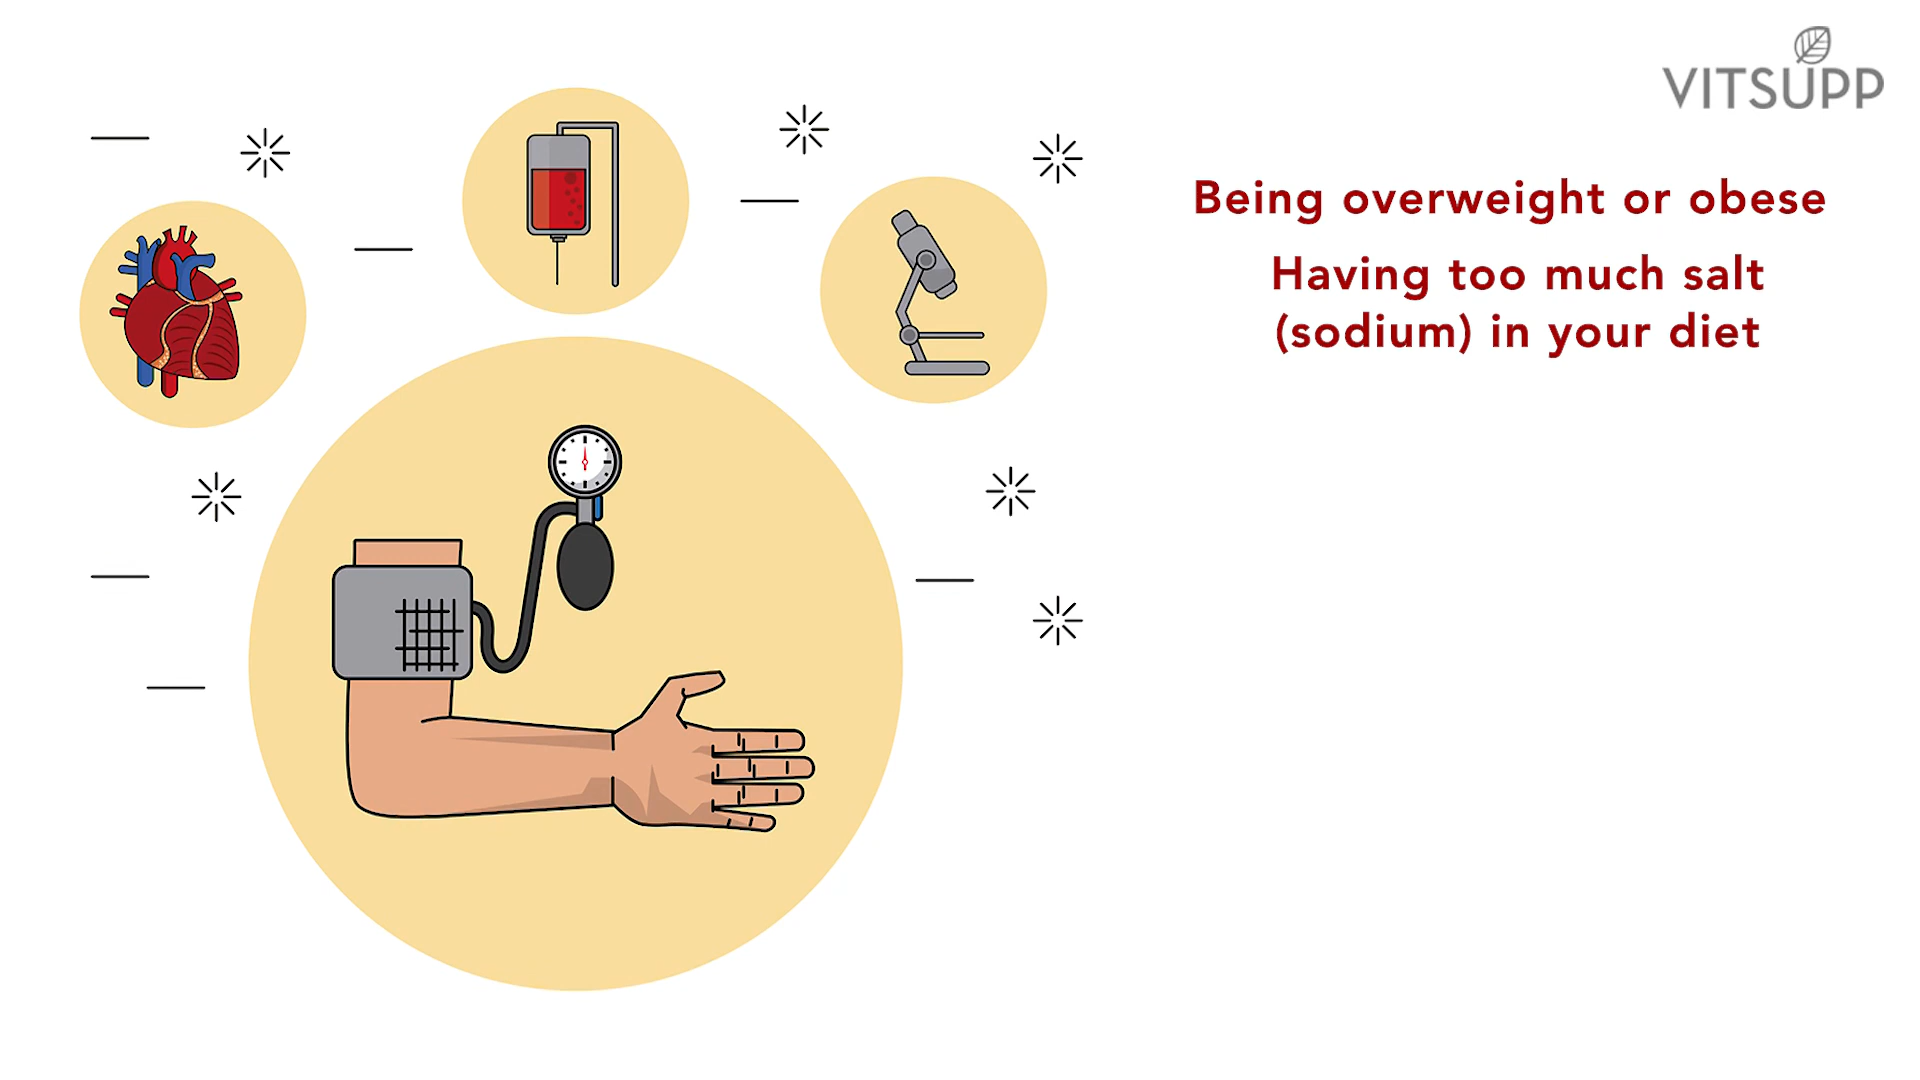 VITSUPP
Being overweight or obese
Having too much salt
(sodium) in your diet